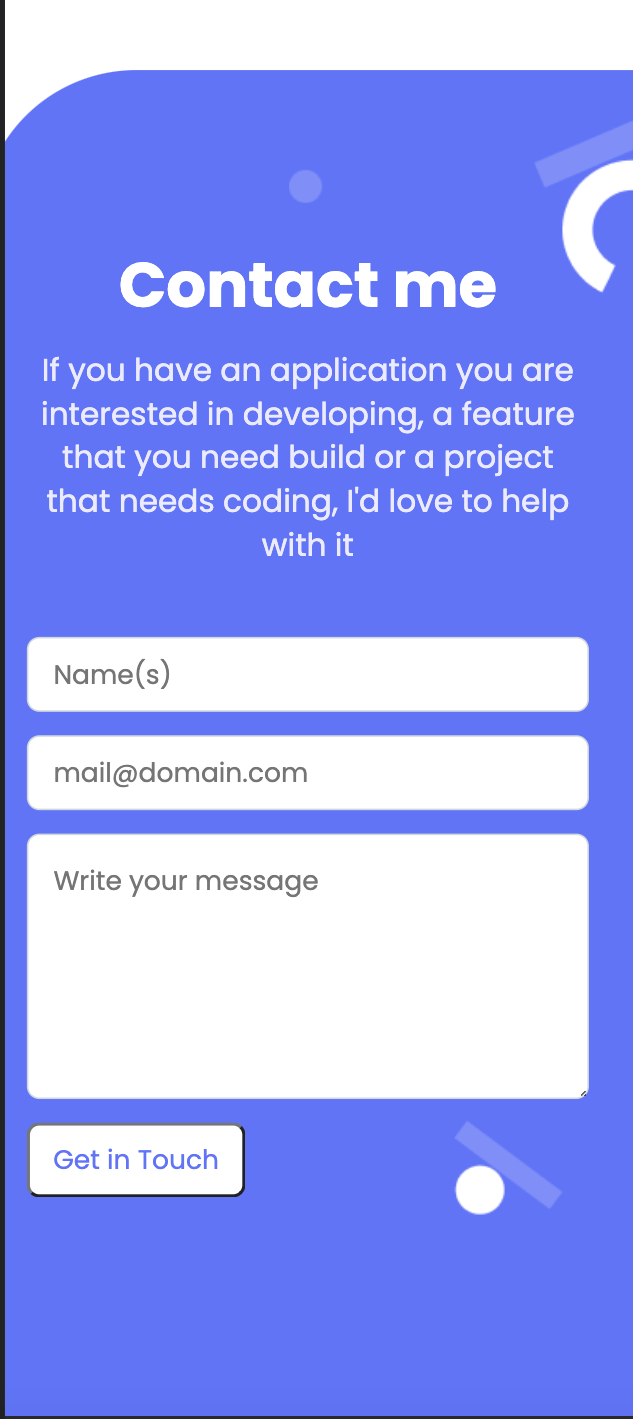 Contact me
If you have an application you are
interested in developing, a feature
that you need build or a project
that needs coding, I'd love to help
with it
Name(s)
mail@domain.com
Write your message
Get in Touch